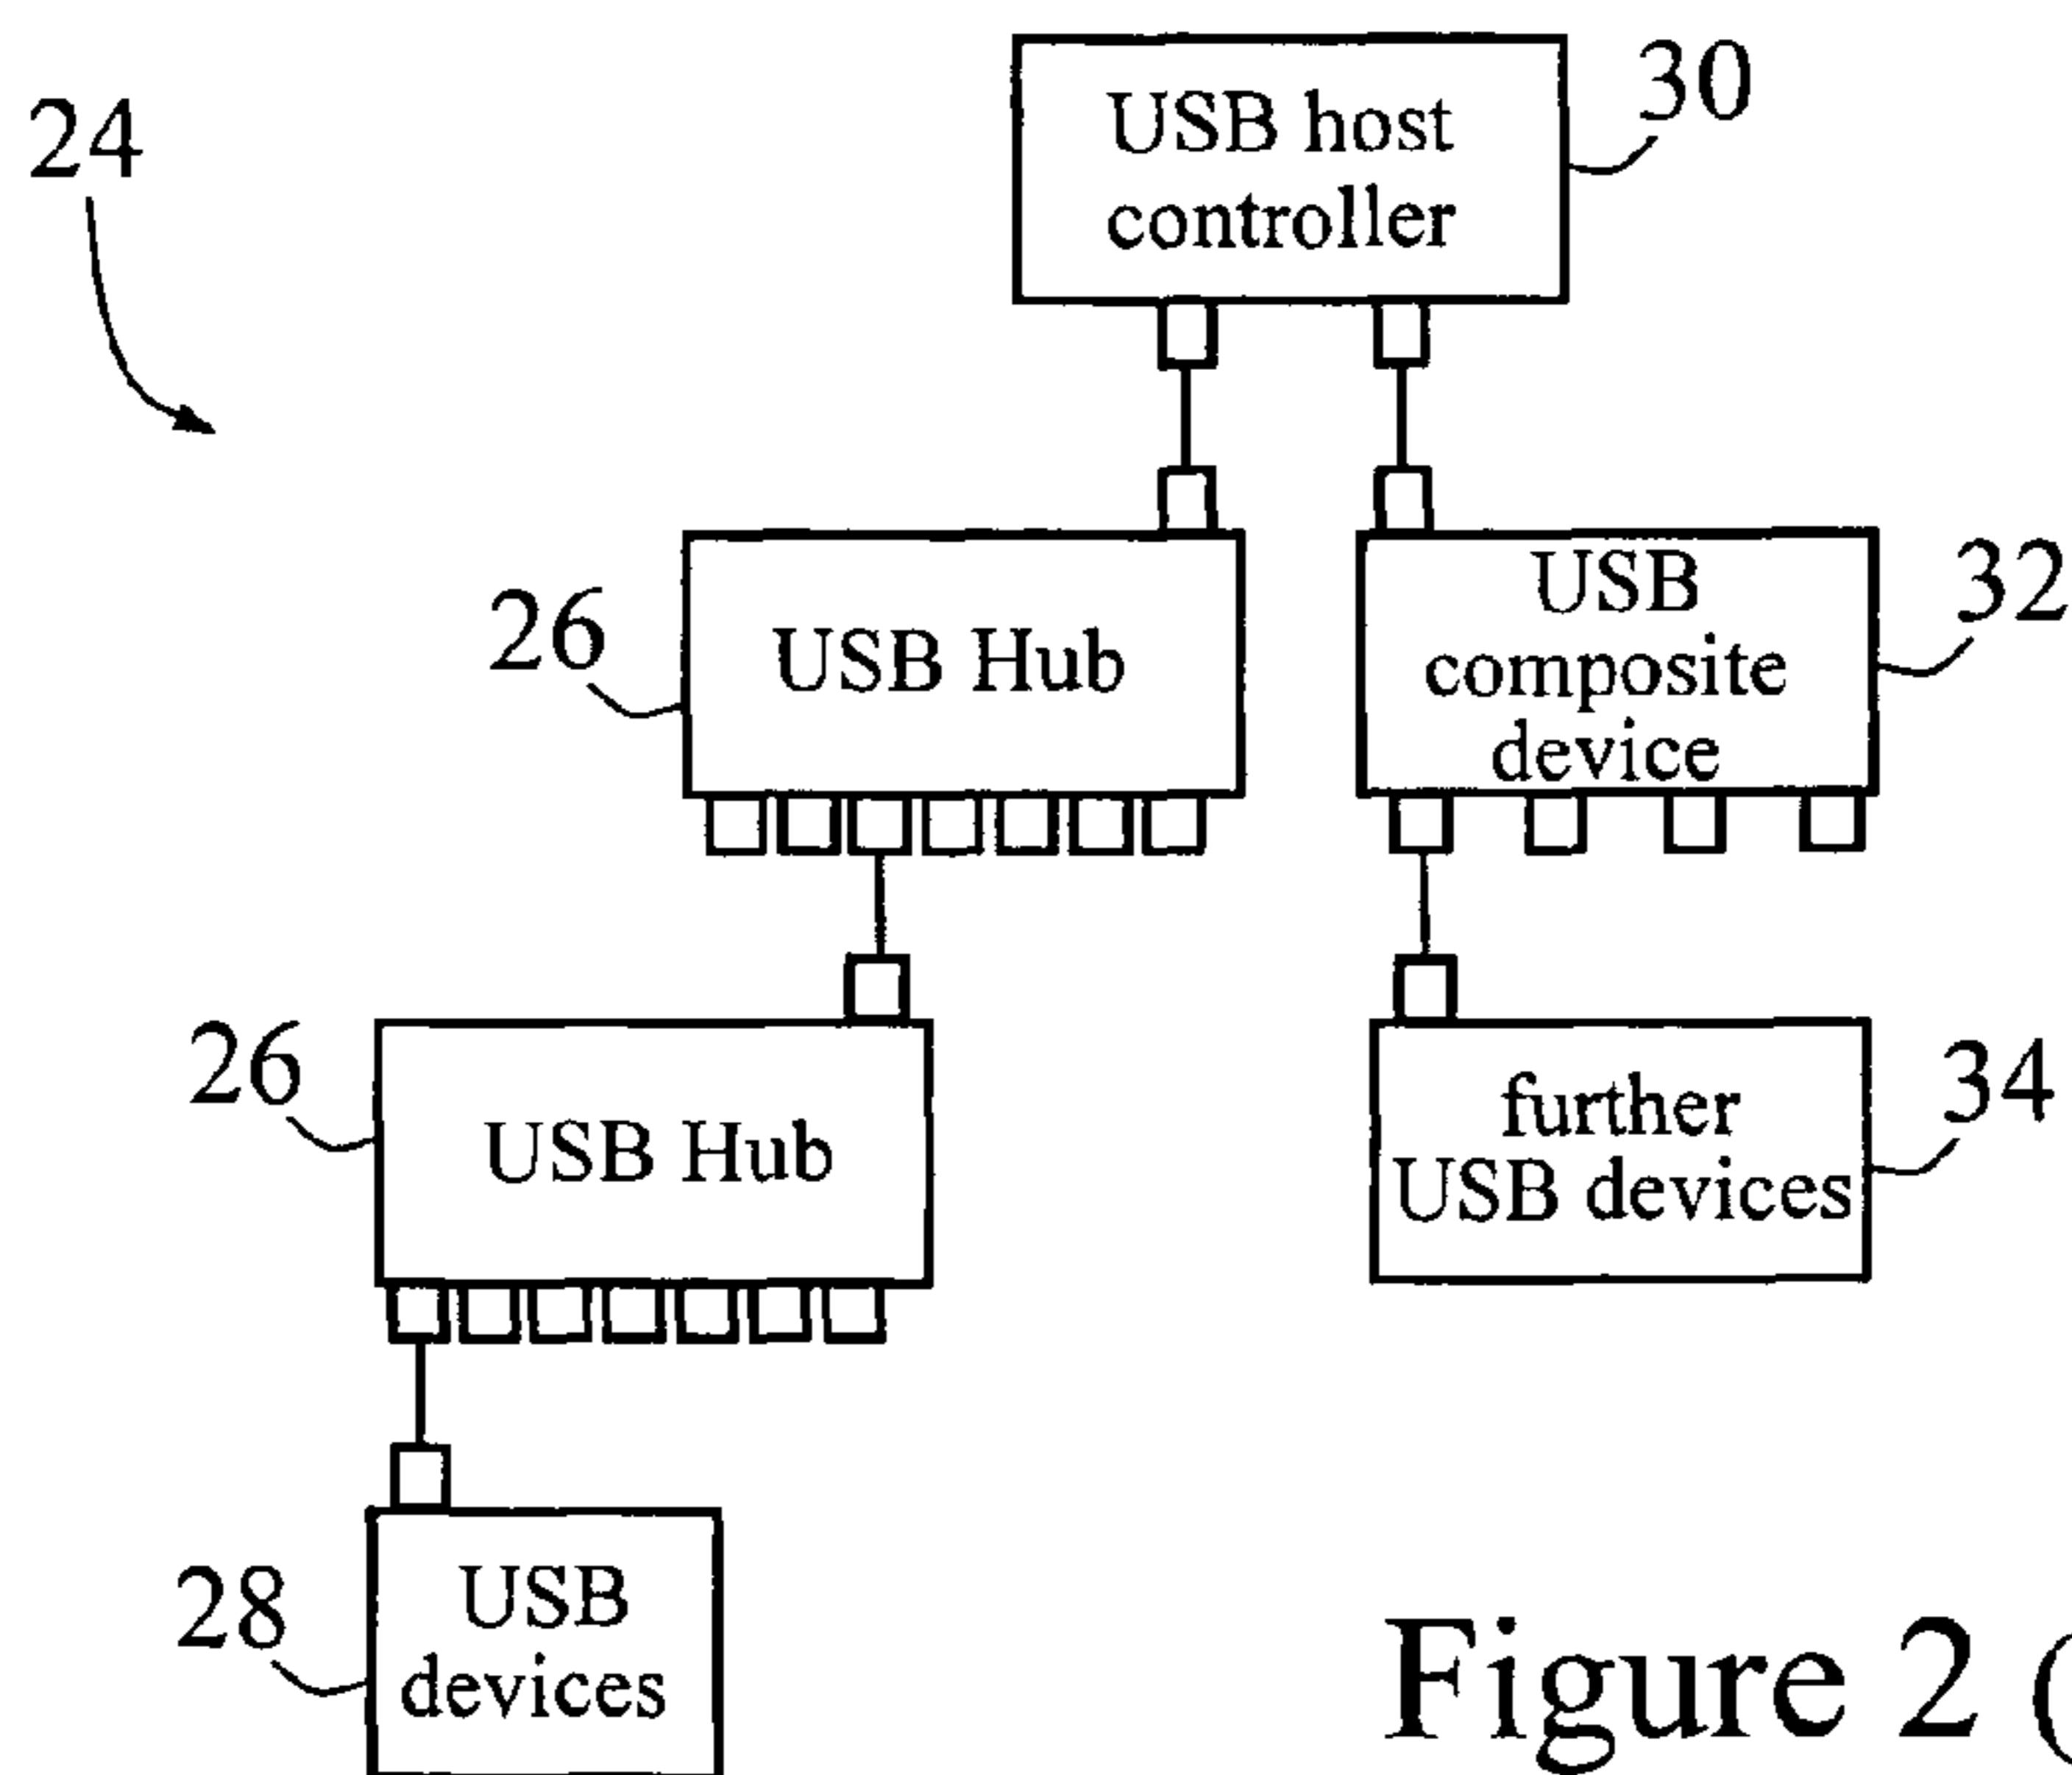 24
USB host
controller
30
26
USB Hub
USB
composite
device
32
26
USB Hub
further
USB devices
34
28
USB
devices
Figure 2 (